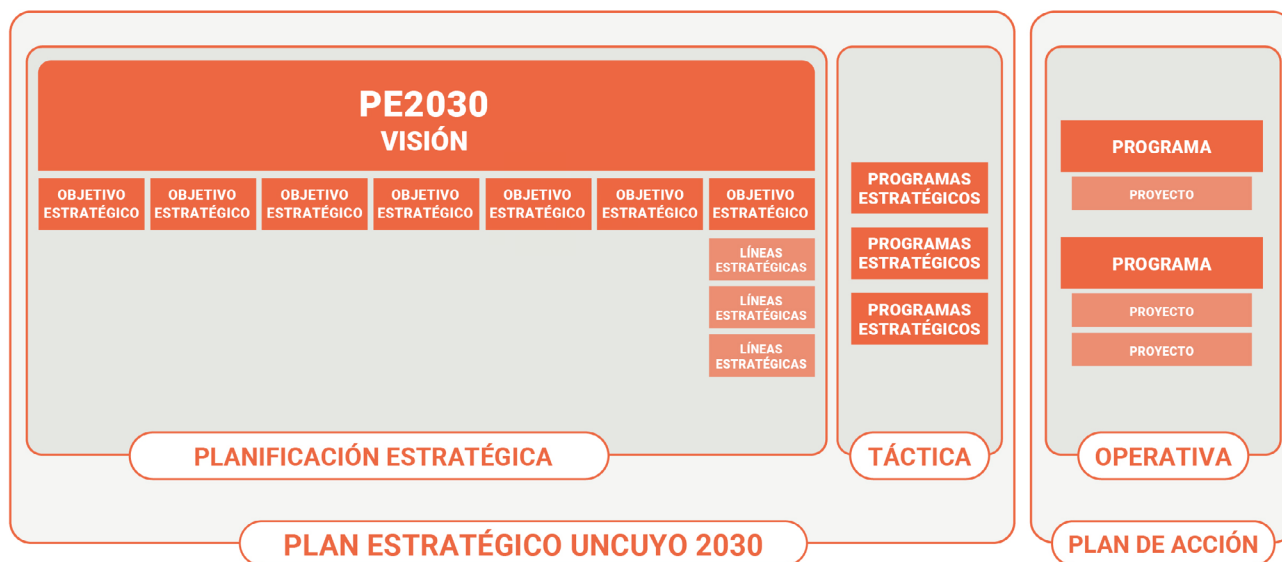 PE2030
VISIÓN
OBJETIVO
ESTRATÉGICO
OBJETIVO
ESTRATÉGICO
OBJETIVO
ESTRATÉGICO
OBJETIVO
ESTRATÉGICO
OBJETIVO
ESTRATÉGICO
OBJETIVO
ESTRATÉGICO
OBJETIVO
ESTRATÉGICO
LÍNEAS
ESTRATÉGICAS
LÍNEAS
ESTRATÉGICAS
LÍNEAS
ESTRATÉGICAS
PLANIFICACIÓN ESTRATÉGICA
PROGRAMAS
ESTRATÉGICOS
PROGRAMAS
ESTRATÉGICOS
PROGRAMAS
ESTRATÉGICOS
TÁCTICA
PLAN ESTRATÉGICO UNCUYO 2030
PROGRAMA
PROYECTO
PROGRAMA
PROYECTO
PROYECTO
OPERATIVA
PLAN DE ACCIÓN